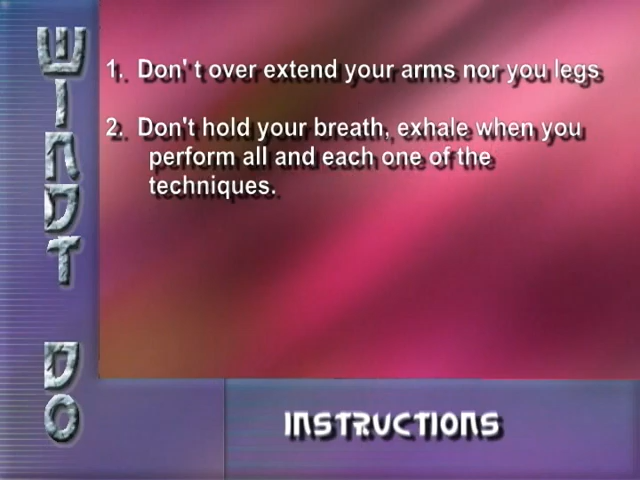 WINDT DO
1. Don' t over extend your arms nor you legs
2. Don't hold your breath, exhale when you
perform all and each one of the
techniques.
INSTRUCTIONS